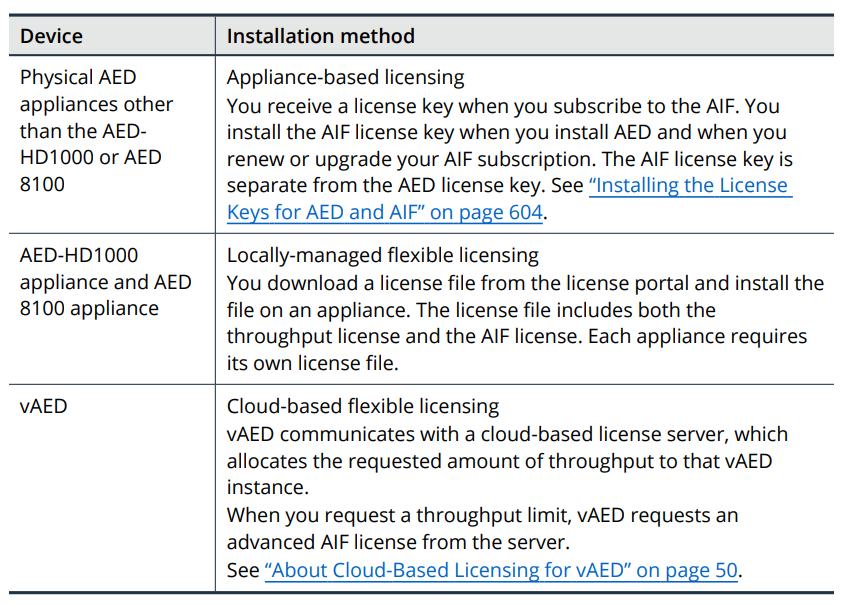 Device
Installation method
Physical AED
appliances other
than the AED-
HD1000 or AED
8100
Appliance-based licensing
You receive a license key when you subscribe to the AIF. You
install the AIF license key when you install AED and when you
renew or upgrade your AIF subscription. The AIF license key is
separate from the AED license key. See “Installing the License
Keys for AED and AIF” on page 604.
AED-HD1000
appliance and AED
8100 appliance
Locally-managed flexible licensing
You download a license file from the license portal and install the
file on an appliance. The license file includes both the
throughput license and the AIF license. Each appliance requires
its own license file.
vAED
Cloud-based flexible licensing
vAED communicates with a cloud-based license server, which
allocates the requested amount of throughput to that vAED
instance.
When you request a throughput limit, vAED requests an
advanced AIF license from the server.
See “About Cloud-Based Licensing for vAED” on page 50.